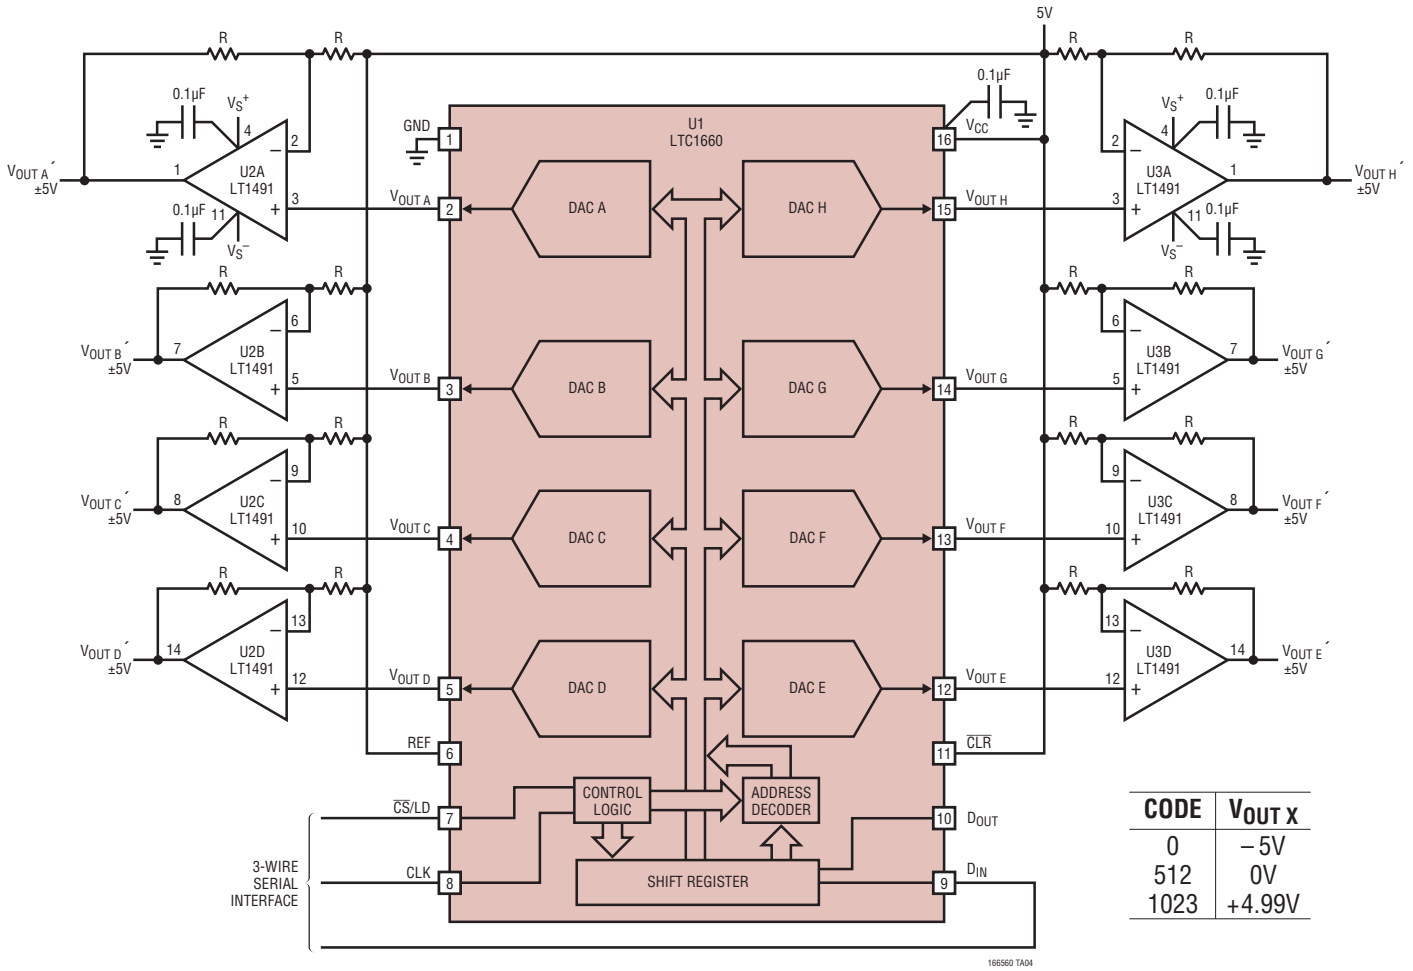 5V
R R R R
0.1µF
VS+
4
2
−
1
U2A
LT1491
3
+
VOUT A´
±5V
0.1µF
11
VS−
R R
6
−
VOUT B´
±5V
7
U2B
LT1491
5
+
R R
9
−
VOUT C´
±5V
8
U2C
LT1491
10
+
R R
13
−
VOUT D´
±5V
14
U2D
LT1491
12
+
GND
1
VOUT A
2
VOUT B
3
VOUT C
4
VOUT D
5
REF
6
CS/LD
7
CLK
8
3-WIRE
SERIAL
INTERFACE
U1
LTC1660
DAC A
DAC H
DAC B
DAC G
DAC C
DAC F
DAC D
DAC E
CONTROL
LOGIC
ADDRESS
DECODER
SHIFT REGISTER
0.1µF
VCC
16
VOUT H
15
VOUT G
14
VOUT F
13
VOUT E
12
CLR
11
DOUT
10
DIN
9
VS+
0.1µF
4
2
−
U3A
LT1491
1
3
+
VOUT H´
±5V
11
0.1µF
VS−
R R
6
−
U3B
LT1491
7
5
+
VOUT G´
±5V
R R
9
−
U3C
LT1491
8
10
+
VOUT F´
±5V
R R
13
−
U3D
LT1491
14
12
+
VOUT E´
±5V
CODE VOUT X
0 –5V
512 0V
1023 +4.99V
166560 TA04